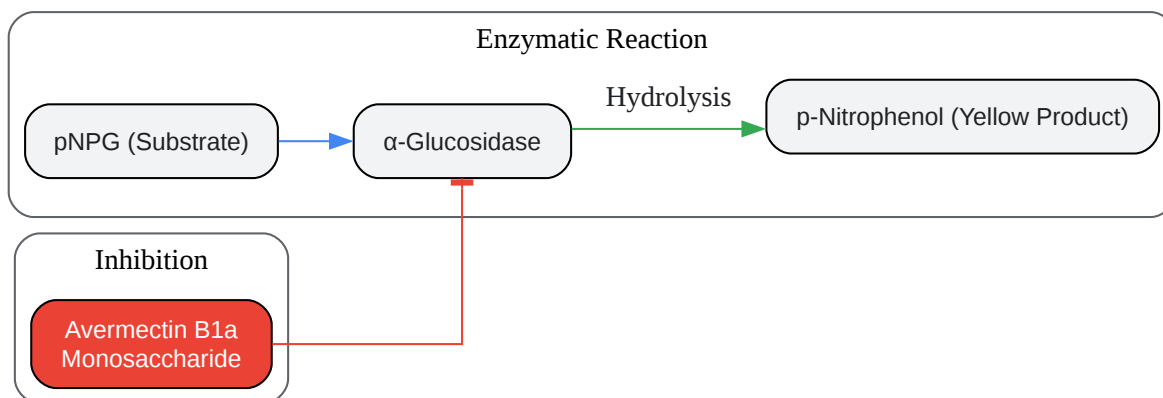 Enzymatic Reaction
pNPG (Substrate)
α-Glucosidase
Hydrolysis
p-Nitrophenol (Yellow Product)
Inhibition
Avermectin B1a
Monosaccharide